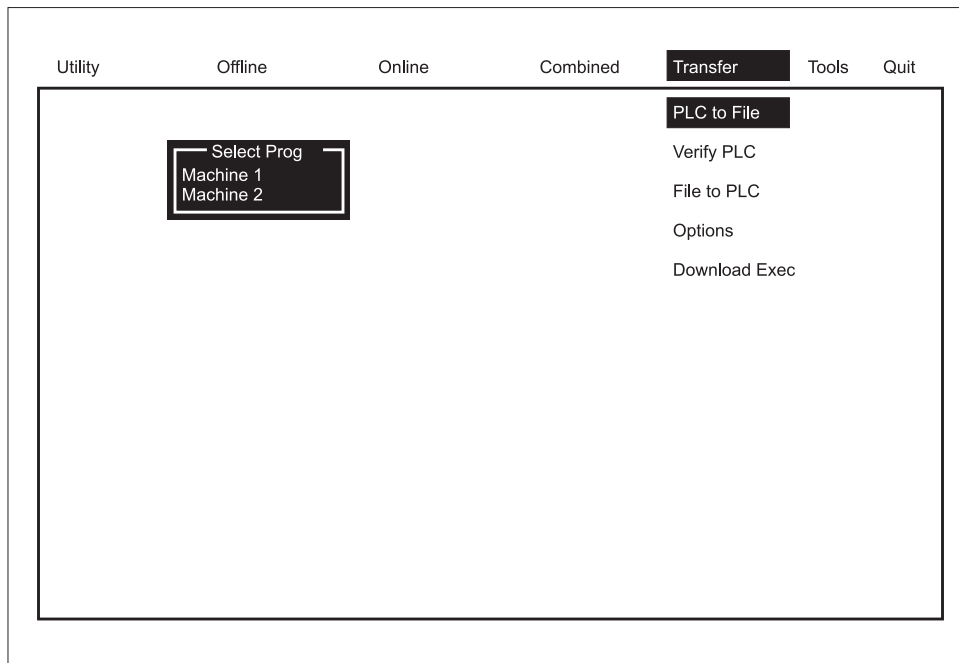 Utility Offline Online Combined Transfer Tools Quit
PLC to File
Select Prog
Machine 1
Machine 2
Verify PLC
File to PLC
Options
Download Exec